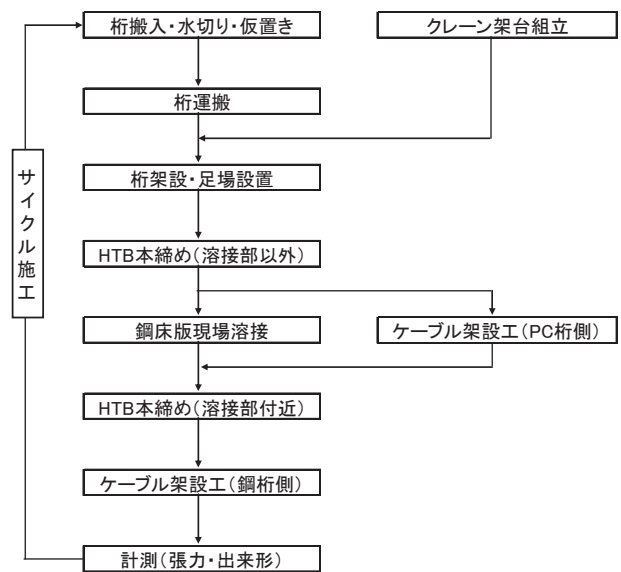 桁搬入・水切り・仮置き
クレーン架台組立
桁運搬
サイクル施工
桁架設・足場設置
HTB本締め(溶接部以外)
鋼床版現場溶接
ケーブル架設工(PC桁側)
HTB本締め(溶接部付近)
ケーブル架設工(鋼桁側)
計測(張力・出来形)